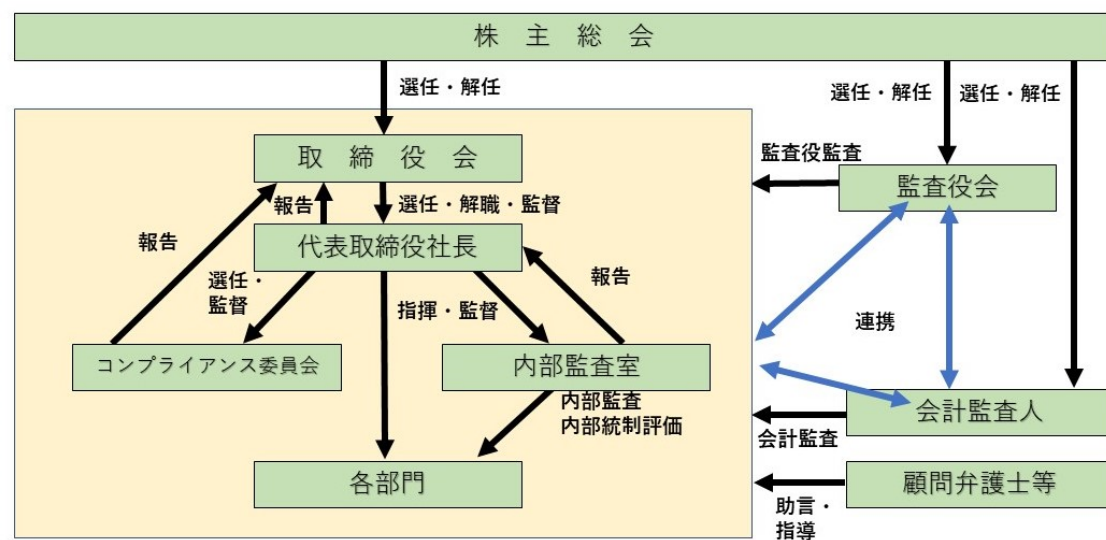 株 主 総 会
選任・解任
選任・解任
選任・解任
取 締 役 会
監査役監査
監査役会
報告
選任・解職・監督
報告
代表取締役社長
選任・
監督
指揮・監督
報告
連携
コンプライアンス委員会
内部監査室
内部監査
内部統制評価
会計監査人
会計監査
各部門
顧問弁護士等
助言・
指導